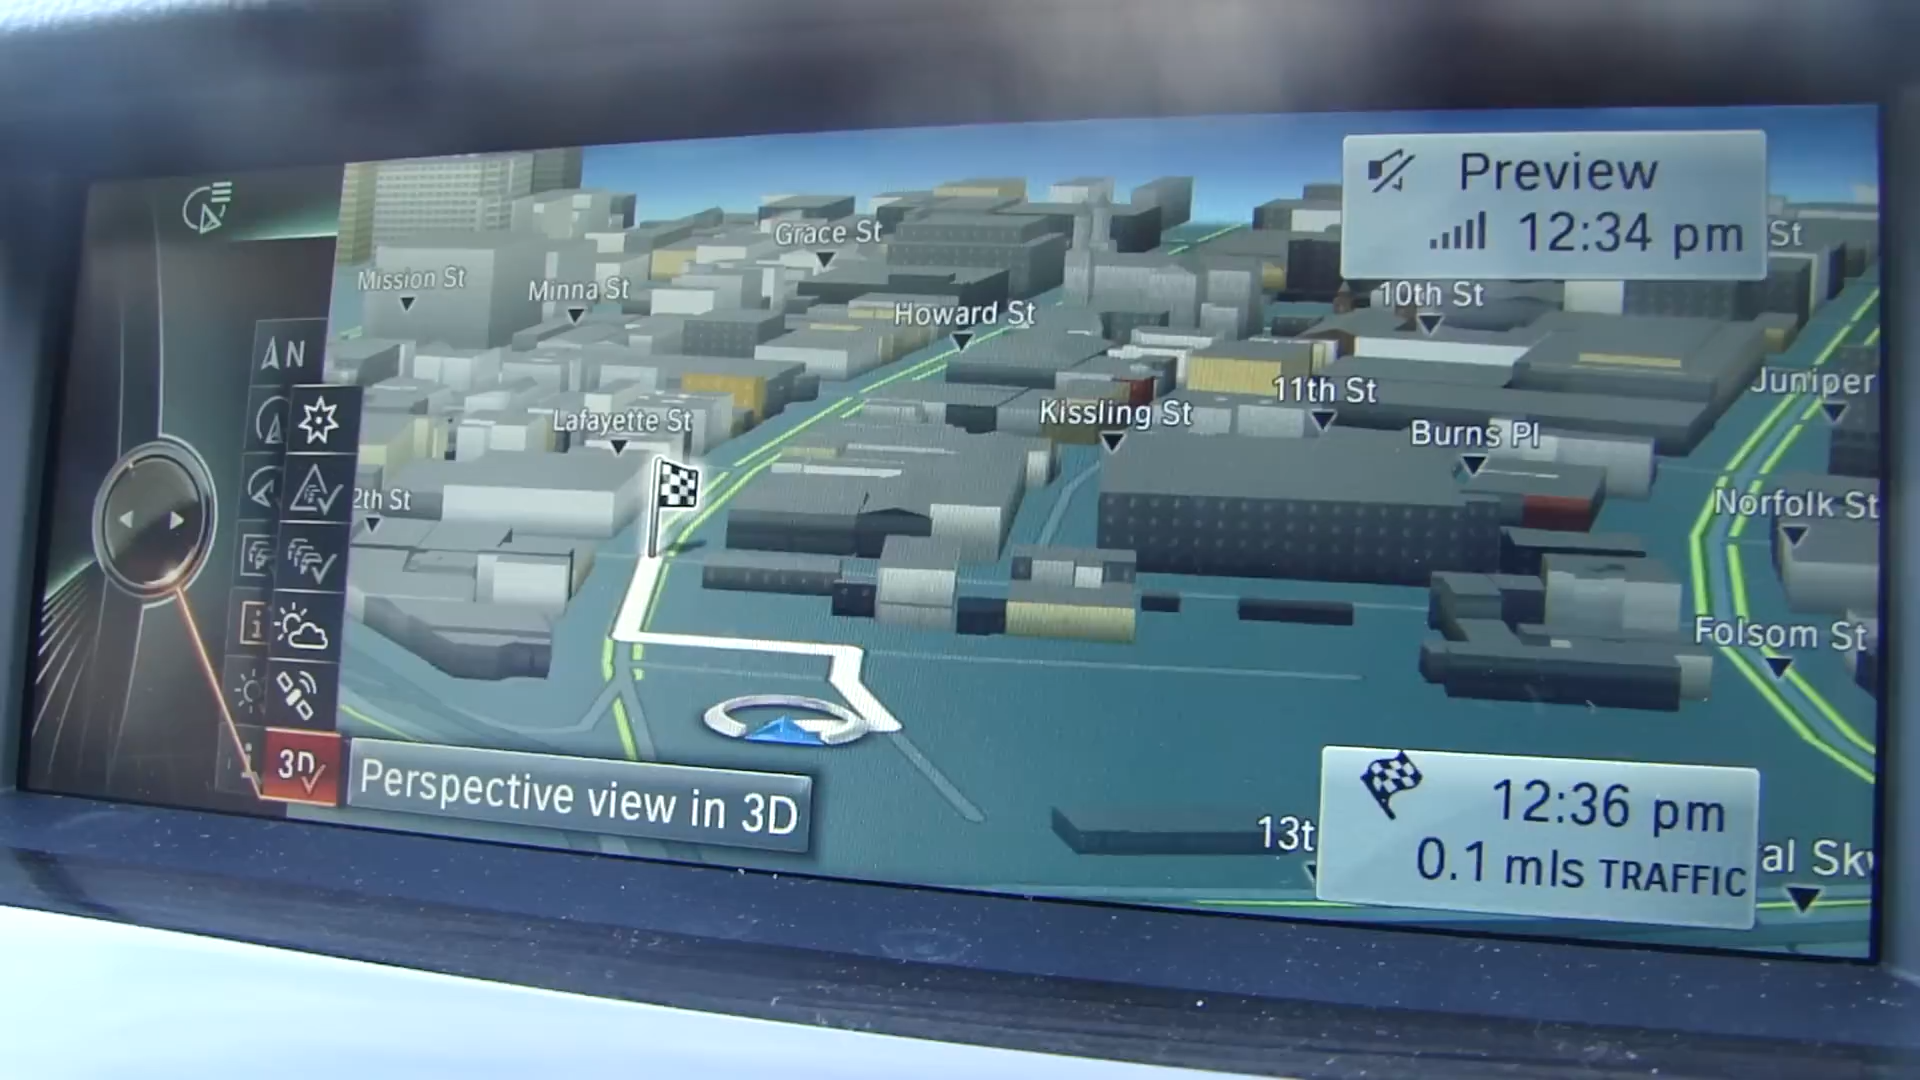 Preview
12:34 pm
St
Grace St
Mission St
Minna St
Howard St
10th St
N
Juniper
11th St
Kissling St
Lafayette St
Burns Pl
2th St
Norfolk St
Folsom St
3D
Perspective view in 3D
12:36 pm
0.1 mls TRAFFIC
13t
al Sky